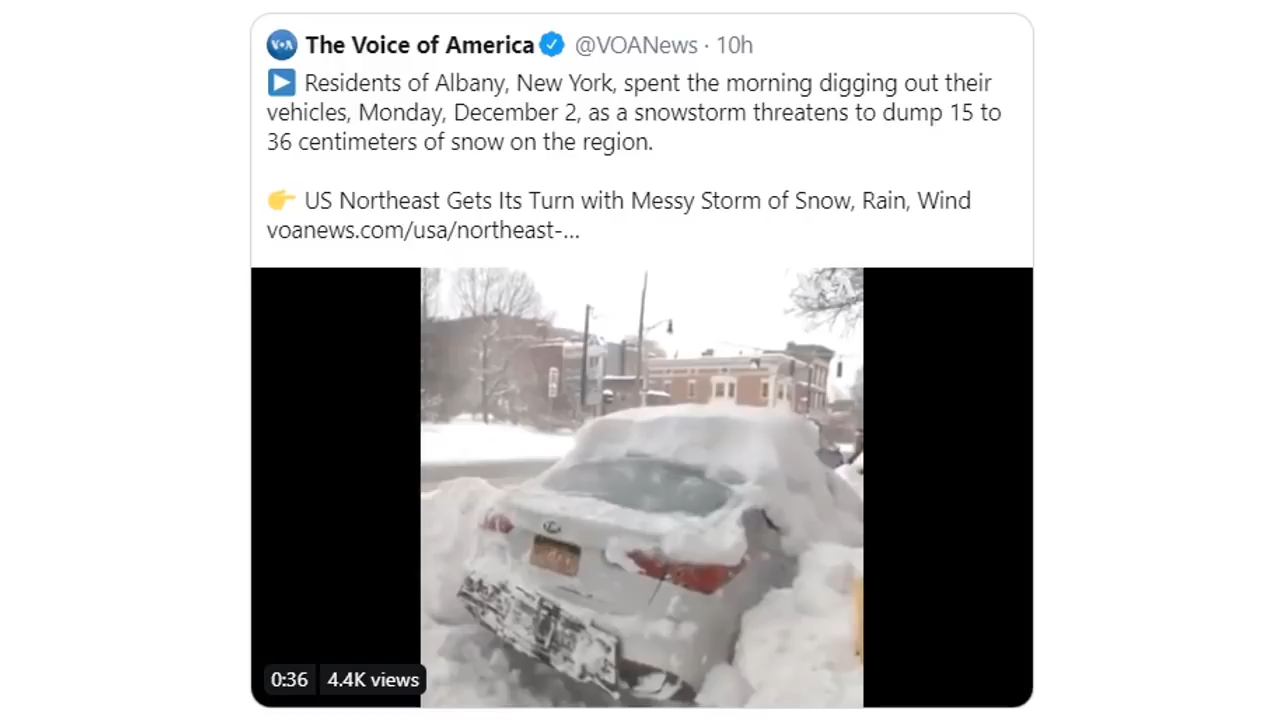 VOA The Voice of America @VOANews · 10h
▶ Residents of Albany, New York, spent the morning digging out their
vehicles, Monday, December 2, as a snowstorm threatens to dump 15 to
36 centimeters of snow on the region.
👉 US Northeast Gets Its Turn with Messy Storm of Snow, Rain, Wind
voanews.com/usa/northeast-...
VOA
0:36 4.4K views